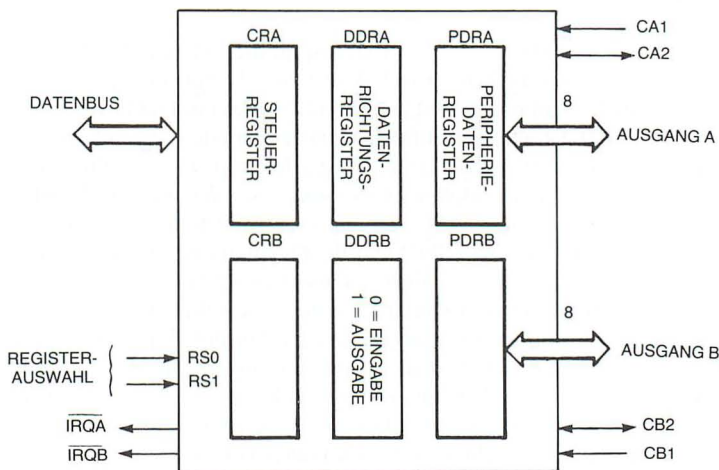 CRA
DDRA
PDRA
CA1
CA2
DATENBUS
STEUER-
REGISTER
DATEN-
RICHTUNGS-
REGISTER
PERIPHERIE-
DATEN-
REGISTER
8
AUSGANG A
CRB
DDRB
PDRB
0 = EINGABE
1 = AUSGABE
8
AUSGANG B
REGISTER-
AUSWAHL
RS0
RS1
IRQA
IRQB
CB2
CB1